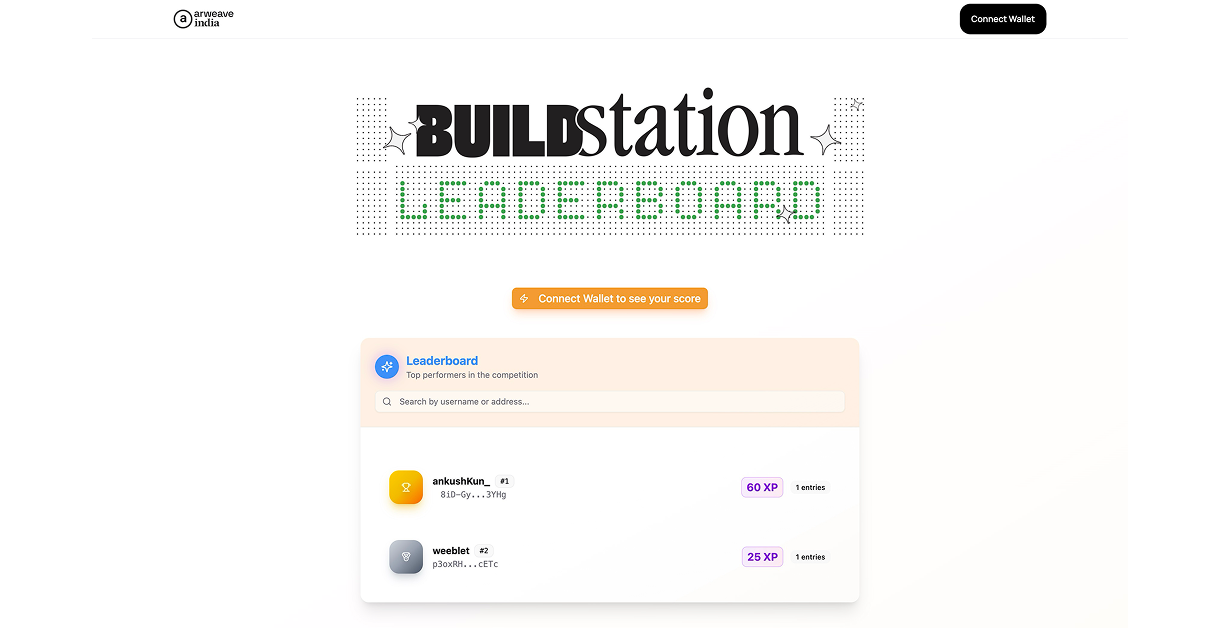 a arweave
india
Connect Wallet
BUILDstation
LEADERBOARD
Connect Wallet to see your score
Leaderboard
Top performers in the competition
Search by username or address...
ankushKun_ #1
8iD-Gy...3YHg
60 XP 1 entries
weeblet #2
p3oxRH...cETc
25 XP 1 entries